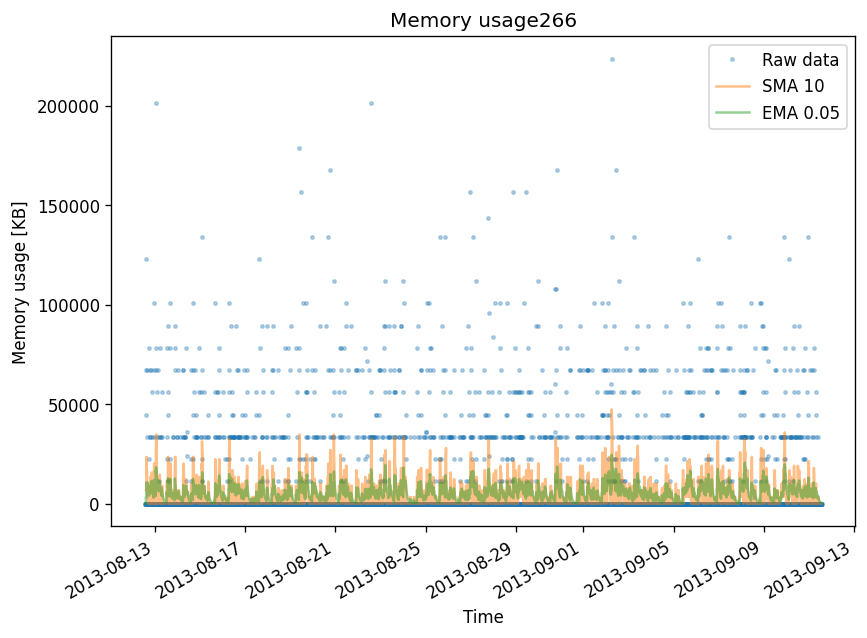 Memory usage266
Raw data
SMA 10
EMA 0.05
Memory usage [KB]
200000
150000
100000
50000
0
2013-08-13
2013-08-17
2013-08-21
2013-08-25
2013-08-29
2013-09-01
2013-09-05
2013-09-09
2013-09-13
Time